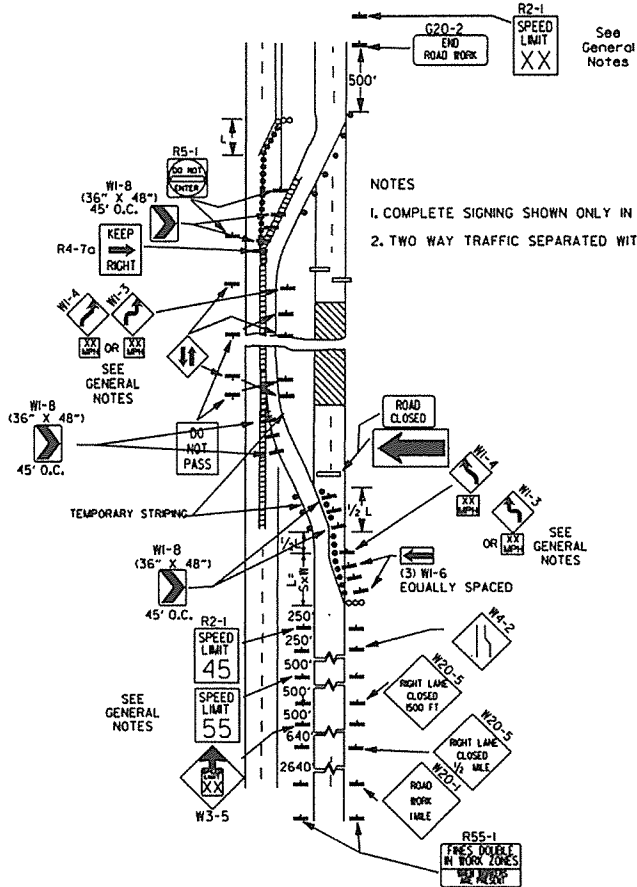 R2-1
SPEED
LIMIT
XX
See
General
Notes
G20-2
END
ROAD WORK
500'
L
R5-1
DO NOT
ENTER
W1-8
(36" X 48")
45' O.C.
KEEP
RIGHT
R4-7a
NOTES
1. COMPLETE SIGNING SHOWN ONLY IN
2. TWO WAY TRAFFIC SEPARATED WIT
W1-4
W1-3
XX
MPH
OR
XX
MPH
SEE
GENERAL
NOTES
W1-8
(36" X 48")
45' O.C.
DO
NOT
PASS
ROAD
CLOSED
W1-4
XX
MPH
W1-3
OR
XX
MPH
SEE
GENERAL
NOTES
TEMPORARY STRIPING
1/2 L
1/2 L
L=
SXW
W1-8
(36" X 48")
45' O.C.
(3) W1-6
EQUALLY SPACED
R2-1
SPEED
LIMIT
45
250'
250'
500'
500'
500'
640'
2640'
W4-2
SEE
GENERAL
NOTES
SPEED
LIMIT
55
W20-5
RIGHT LANE
CLOSED
1500 FT
W20-5
RIGHT LANE
CLOSED
1/2 MILE
XX
W3-5
W20-1
ROAD
WORK
1 MILE
R55-1
FINES DOUBLE
IN WORK ZONES
WHEN WORKERS
ARE PRESENT